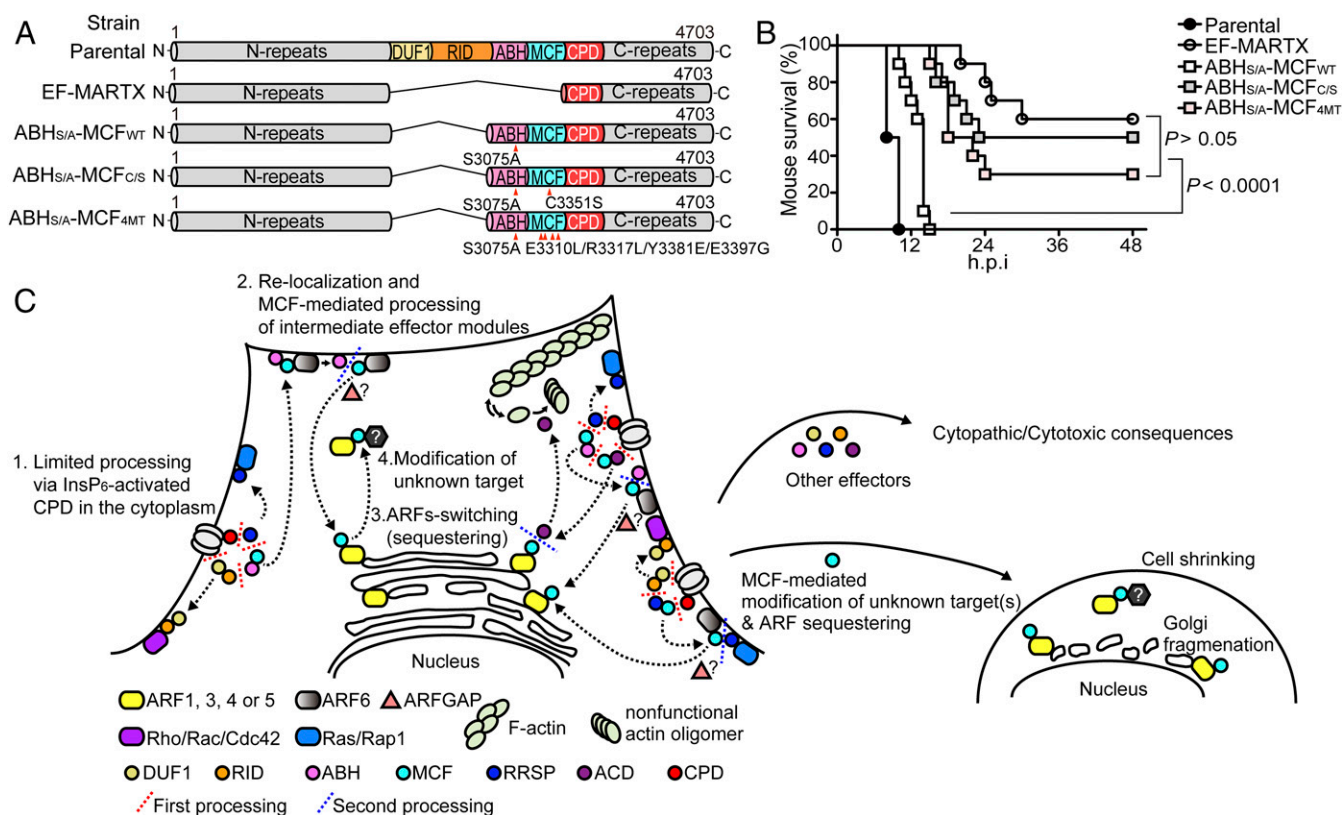 A
Strain
Parental
1
4703
N
N-repeats
DUF1
RID
ABH
MCF
CPD
C-repeats
C
EF-MARTX
1
4703
N
N-repeats
CPD
C-repeats
C
ABHS/A-MCFWT
1
4703
N
N-repeats
ABH
MCF
CPD
C-repeats
C
S3075A
ABHS/A-MCFC/S
1
4703
N
N-repeats
ABH
MCF
CPD
C-repeats
C
S3075A
C3351S
ABHS/A-MCF4MT
1
4703
N
N-repeats
ABH
MCF
CPD
C-repeats
C
S3075A
E3310L/R3317L/Y3381E/E3397G
B
Mouse survival (%)
100
80
60
40
20
0
0
12
24
36
48
h.p.i
Parental
EF-MARTX
ABHS/A-MCFWT
ABHS/A-MCFC/S
ABHS/A-MCF4MT
P> 0.05
P< 0.0001
C
1. Limited processing
via InsP6-activated
CPD in the cytoplasm
2. Re-localization and
MCF-mediated processing
of intermediate effector modules
?
?
4.Modification of
unknown target
3.ARFs-switching
(sequestering)
?
?
Nucleus
Cytopathic/Cytotoxic consequences
Other effectors
MCF-mediated
modification of unknown target(s)
& ARF sequestering
Cell shrinking
?
Golgi
fragmenation
Nucleus
ARF1, 3, 4 or 5
ARF6
ARFGAP
F-actin
nonfunctional
actin oligomer
Rho/Rac/Cdc42
Ras/Rap1
DUF1
RID
ABH
MCF
RRSP
ACD
CPD
First processing
Second processing